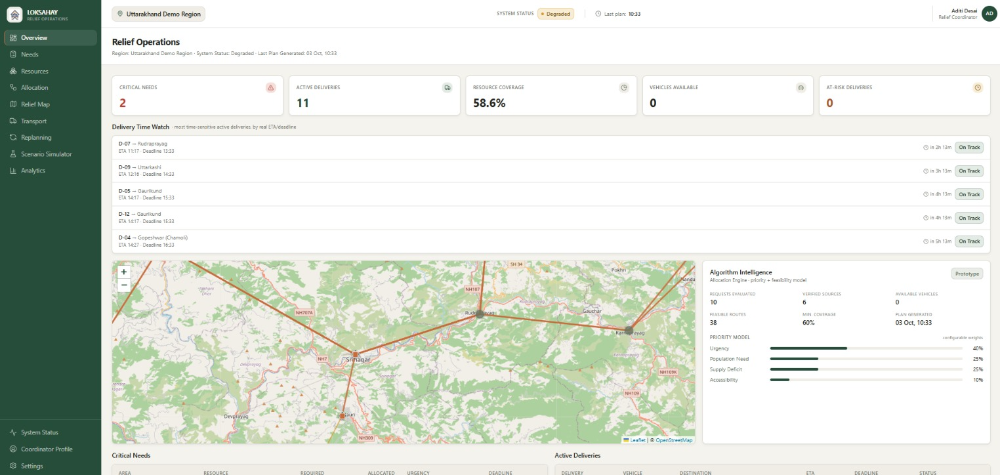 LOKSAHAY
RELIEF OPERATIONS
Overview
Needs
Resources
Allocation
Relief Map
Transport
Replanning
Scenario Simulator
Analytics
System Status
Coordinator Profile
Settings
Uttarakhand Demo Region
SYSTEM STATUS Degraded Last plan: 10:33
Aditi Desai
Relief Coordinator
AD
Relief Operations
Region: Uttarakhand Demo Region · System Status: Degraded · Last Plan Generated: 03 Oct, 10:33
CRITICAL NEEDS
2
ACTIVE DELIVERIES
11
RESOURCE COVERAGE
58.6%
VEHICLES AVAILABLE
0
AT-RISK DELIVERIES
0
Delivery Time Watch · most time-sensitive active deliveries, by real ETA/deadline
D-07 → Rudraprayag
ETA 11:17 · Deadline 13:33
in 2h 13m On Track
D-09 → Uttarkashi
ETA 13:16 · Deadline 14:33
in 3h 13m On Track
D-05 → Gaurikund
ETA 14:17 · Deadline 15:33
in 4h 13m On Track
D-12 → Gaurikund
ETA 14:17 · Deadline 15:33
in 4h 13m On Track
D-04 → Gopeshwar (Chamoli)
ETA 14:27 · Deadline 16:33
in 5h 13m On Track
+
−
SH 34
Pokhri
Nanda
Jakholi
NH107
Rudraprayag
NH707A
Gauchar
Karnaprayag
Karnaprayag
Srinagar
NH7
Devprayag
Srinagar
NH109K
NH109
Devprayag
Pauri
NH309
Leaflet | © OpenStreetMap
Algorithm Intelligence
Allocation Engine · priority + feasibility model
Prototype
REQUESTS EVALUATED
10
VERIFIED SOURCES
6
AVAILABLE VEHICLES
0
FEASIBLE ROUTES
38
MIN. COVERAGE
60%
PLAN GENERATED
03 Oct, 10:33
PRIORITY MODEL configurable weights
Urgency 40%
Population Need 25%
Supply Deficit 25%
Accessibility 10%
Critical Needs
AREA RESOURCE REQUIRED ALLOCATED URGENCY DEADLINE
Active Deliveries
DELIVERY VEHICLE DESTINATION ETA DEADLINE STATUS